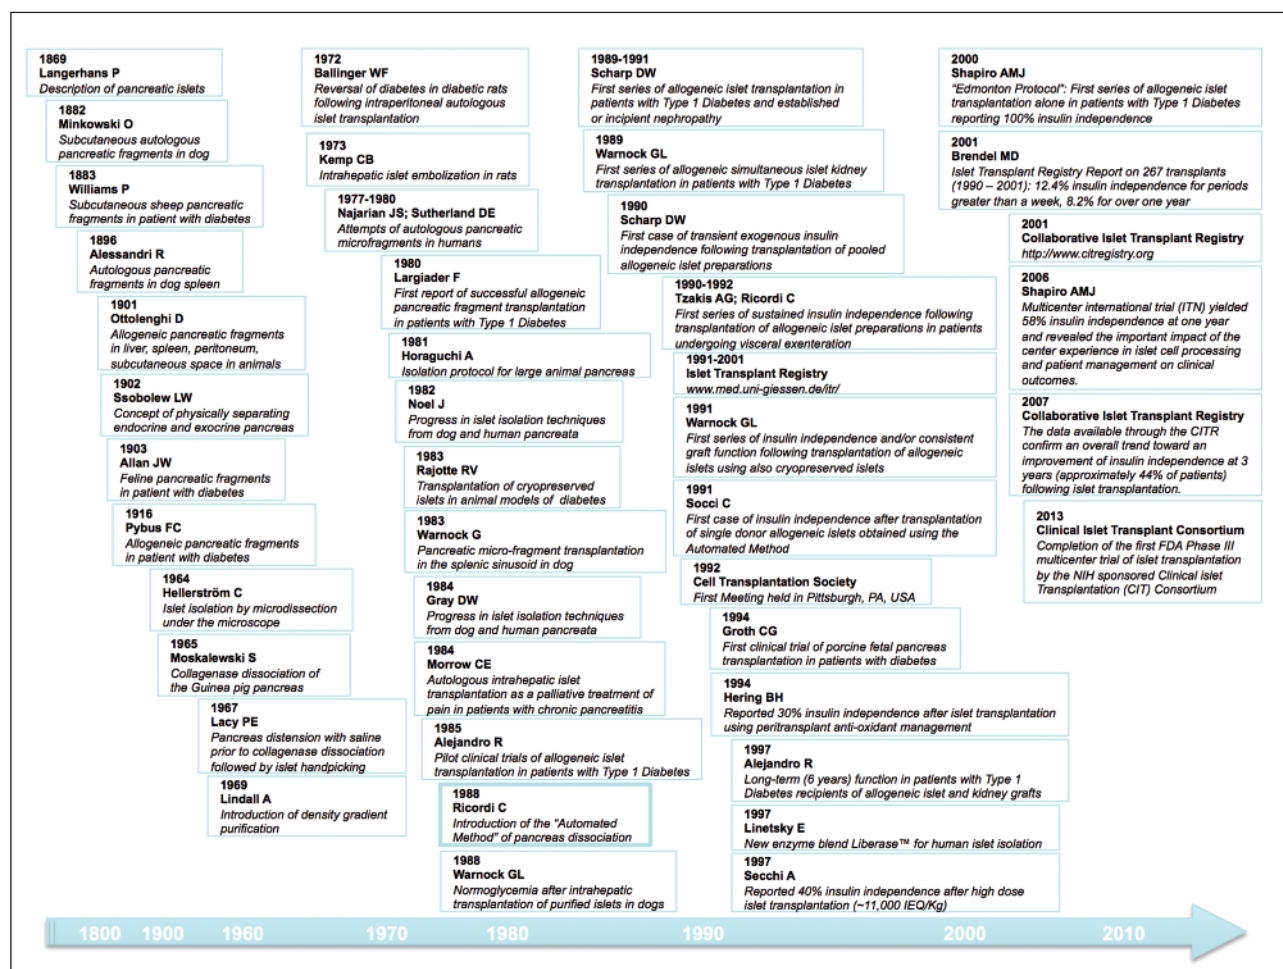 1869
Langerhans P
Description of pancreatic islets
1882
Minkowski O
Subcutaneous autologous
pancreatic fragments in dog
1883
Williams P
Subcutaneous sheep pancreatic
fragments in patient with diabetes
1896
Alessandri R
Autologous pancreatic
fragments in dog spleen
1901
Ottolenghi D
Allogeneic pancreatic fragments
in liver, spleen, peritoneum,
subcutaneous space in animals
1902
Ssobolew LW
Concept of physically separating
endocrine and exocrine pancreas
1903
Allan JW
Feline pancreatic fragments
in patient with diabetes
1916
Pybus FC
Allogeneic pancreatic fragments
in patient with diabetes
1964
Hellerström C
Islet isolation by microdissection
under the microscope
1965
Moskalewski S
Collagenase dissociation of
the Guinea pig pancreas
1967
Lacy PE
Pancreas distension with saline
prior to collagenase dissociation
followed by islet handpicking
1969
Lindall A
Introduction of density gradient
purification
1972
Ballinger WF
Reversal of diabetes in diabetic rats
following intraperitoneal autologous
islet transplantation
1973
Kemp CB
Intrahepatic islet embolization in rats
1977-1980
Najarian JS; Sutherland DE
Attempts of autologous pancreatic
microfragments in humans
1980
Largiader F
First report of successful allogeneic
pancreatic fragment transplantation
in patients with Type 1 Diabetes
1981
Horaguchi A
Isolation protocol for large animal pancreas
1982
Noel J
Progress in islet isolation techniques
from dog and human pancreata
1983
Rajotte RV
Transplantation of cryopreserved
islets in animal models of diabetes
1983
Warnock G
Pancreatic micro-fragment transplantation
in the splenic sinusoid in dog
1984
Gray DW
Progress in islet isolation techniques
from dog and human pancreata
1984
Morrow CE
Autologous intrahepatic islet
transplantation as a palliative treatment of
pain in patients with chronic pancreatitis
1985
Alejandro R
Pilot clinical trials of allogeneic islet
transplantation in patients with Type 1 Diabetes
1988
Ricordi C
Introduction of the "Automated
Method" of pancreas dissociation
1988
Warnock GL
Normoglycemia after intrahepatic
transplantation of purified islets in dogs
1989-1991
Scharp DW
First series of allogeneic islet transplantation in
patients with Type 1 Diabetes and established
or incipient nephropathy
1989
Warnock GL
First series of allogeneic simultaneous islet kidney
transplantation in patients with Type 1 Diabetes
1990
Scharp DW
First case of transient exogenous insulin
independence following transplantation of pooled
allogeneic islet preparations
1990-1992
Tzakis AG; Ricordi C
First series of sustained insulin independence following
transplantation of allogeneic islet preparations in patients
undergoing visceral exenteration
1991-2001
Islet Transplant Registry
www.med.uni-giessen.de/itr/
1991
Warnock GL
First series of insulin independence and/or consistent
graft function following transplantation of allogeneic
islets using also cryopreserved islets
1991
Socci C
First case of insulin independence after transplantation
of single donor allogeneic islets obtained using the
Automated Method
1992
Cell Transplantation Society
First Meeting held in Pittsburgh, PA, USA
1994
Groth CG
First clinical trial of porcine fetal pancreas
transplantation in patients with diabetes
1994
Hering BH
Reported 30% insulin independence after islet transplantation
using peritransplant anti-oxidant management
1997
Alejandro R
Long-term (6 years) function in patients with Type 1
Diabetes recipients of allogeneic islet and kidney grafts
1997
Linetsky E
New enzyme blend Liberase™ for human islet isolation
1997
Secchi A
Reported 40% insulin independence after high dose
islet transplantation (~11,000 IEQ/Kg)
2000
Shapiro AMJ
"Edmonton Protocol": First series of allogeneic islet
transplantation alone in patients with Type 1 Diabetes
reporting 100% insulin independence
2001
Brendel MD
Islet Transplant Registry Report on 267 transplants
(1990 – 2001): 12.4% insulin independence for periods
greater than a week, 8.2% for over one year
2001
Collaborative Islet Transplant Registry
http://www.citregistry.org
2006
Shapiro AMJ
Multicenter international trial (ITN) yielded
58% insulin independence at one year
and revealed the important impact of the
center experience in islet cell processing
and patient management on clinical
outcomes.
2007
Collaborative Islet Transplant Registry
The data available through the CITR
confirm an overall trend toward an
improvement of insulin independence at 3
years (approximately 44% of patients)
following islet transplantation.
2013
Clinical Islet Transplant Consortium
Completion of the first FDA Phase III
multicenter trial of islet transplantation
by the NIH sponsored Clinical islet
Transplantation (CIT) Consortium
1800 1900 1960 1970 1980 1990 2000 2010